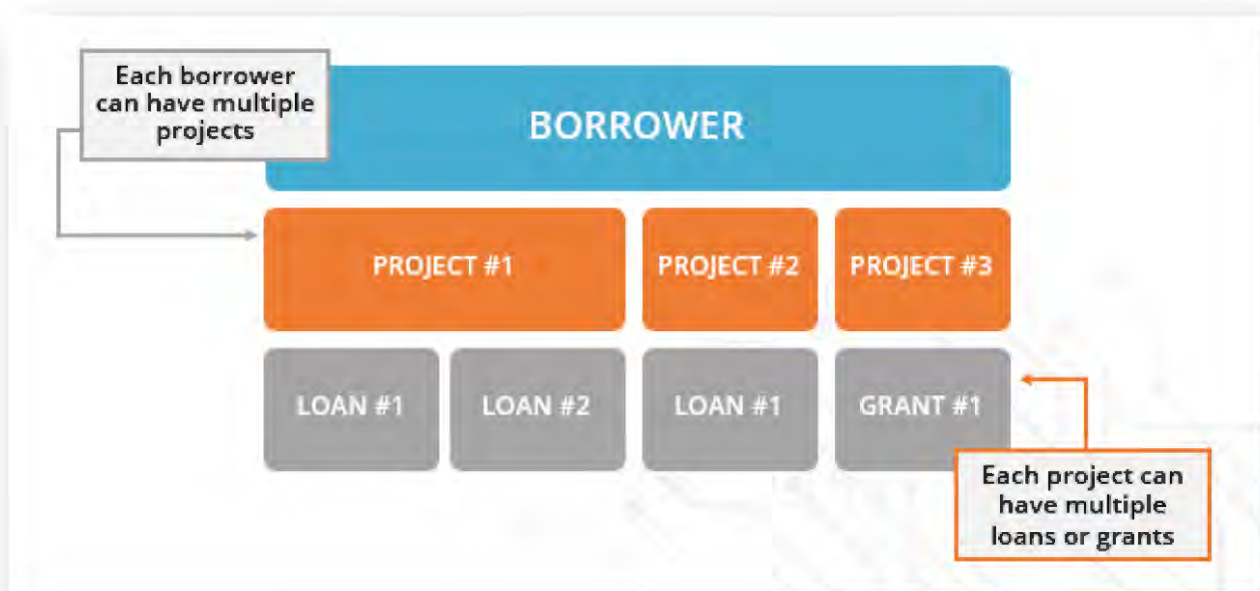 Each borrower
can have multiple
projects
BORROWER
PROJECT #1
PROJECT #2
PROJECT #3
LOAN #1
LOAN #2
LOAN #1
GRANT #1
Each project can
have multiple
loans or grants